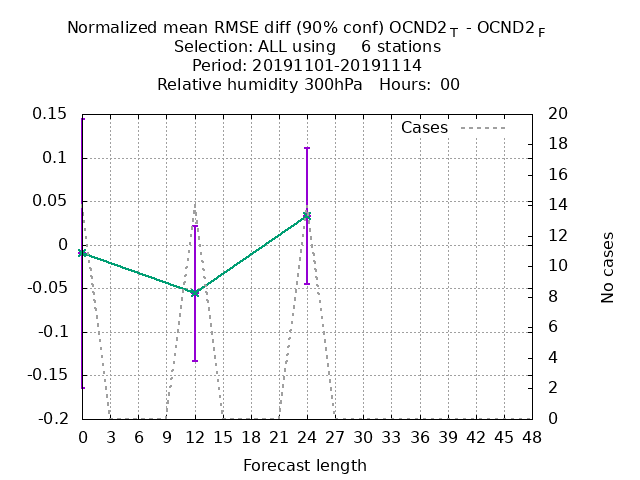 Normalized mean RMSE diff (90% conf) OCND2 T - OCND2 F
Selection: ALL using 6 stations
Period: 20191101-20191114
Relative humidity 300hPa Hours: 00
Cases
0.15
0.1
0.05
0
-0.05
-0.1
-0.15
-0.2
20
18
16
14
12
10
8
6
4
2
0
No cases
0 3 6 9 12 15 18 21 24 27 30 33 36 39 42 45 48
Forecast length